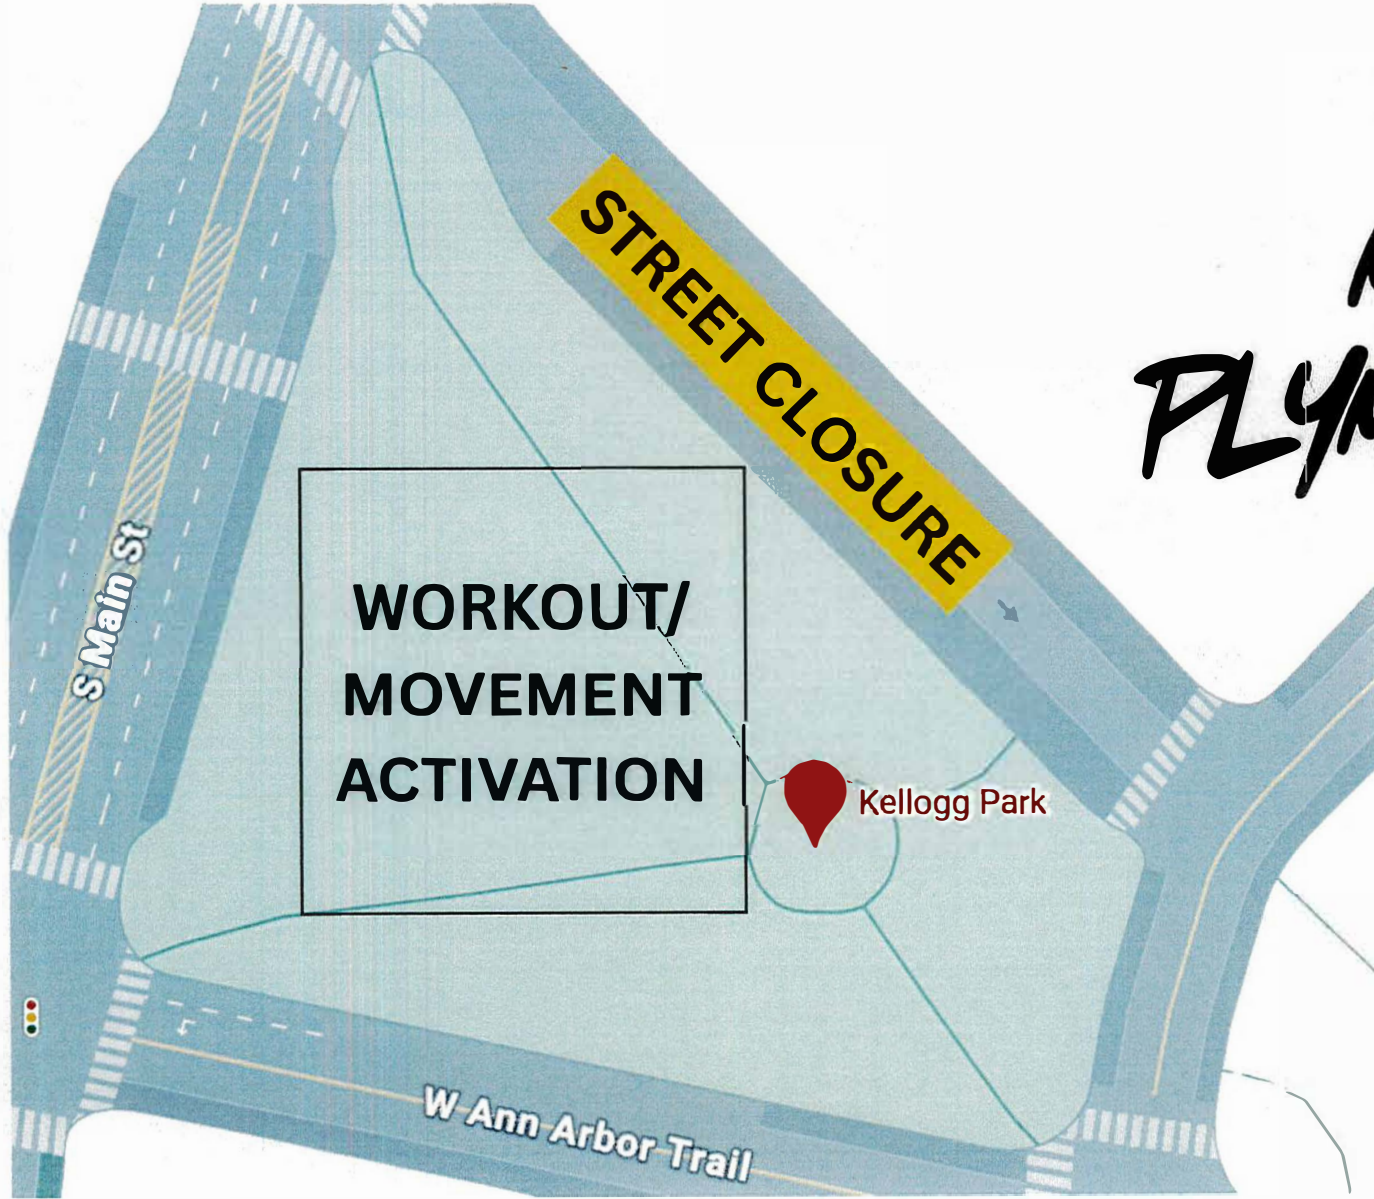 STREET CLOSURE
S Main St
WORKOUT/
MOVEMENT
ACTIVATION
Kellogg Park
W Ann Arbor Trail